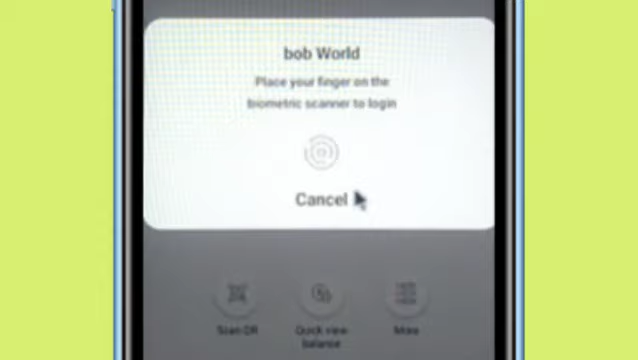 bob World
Place your finger on the
biometric scanner to login
Cancel
Scan QR
Quick view
balance
More